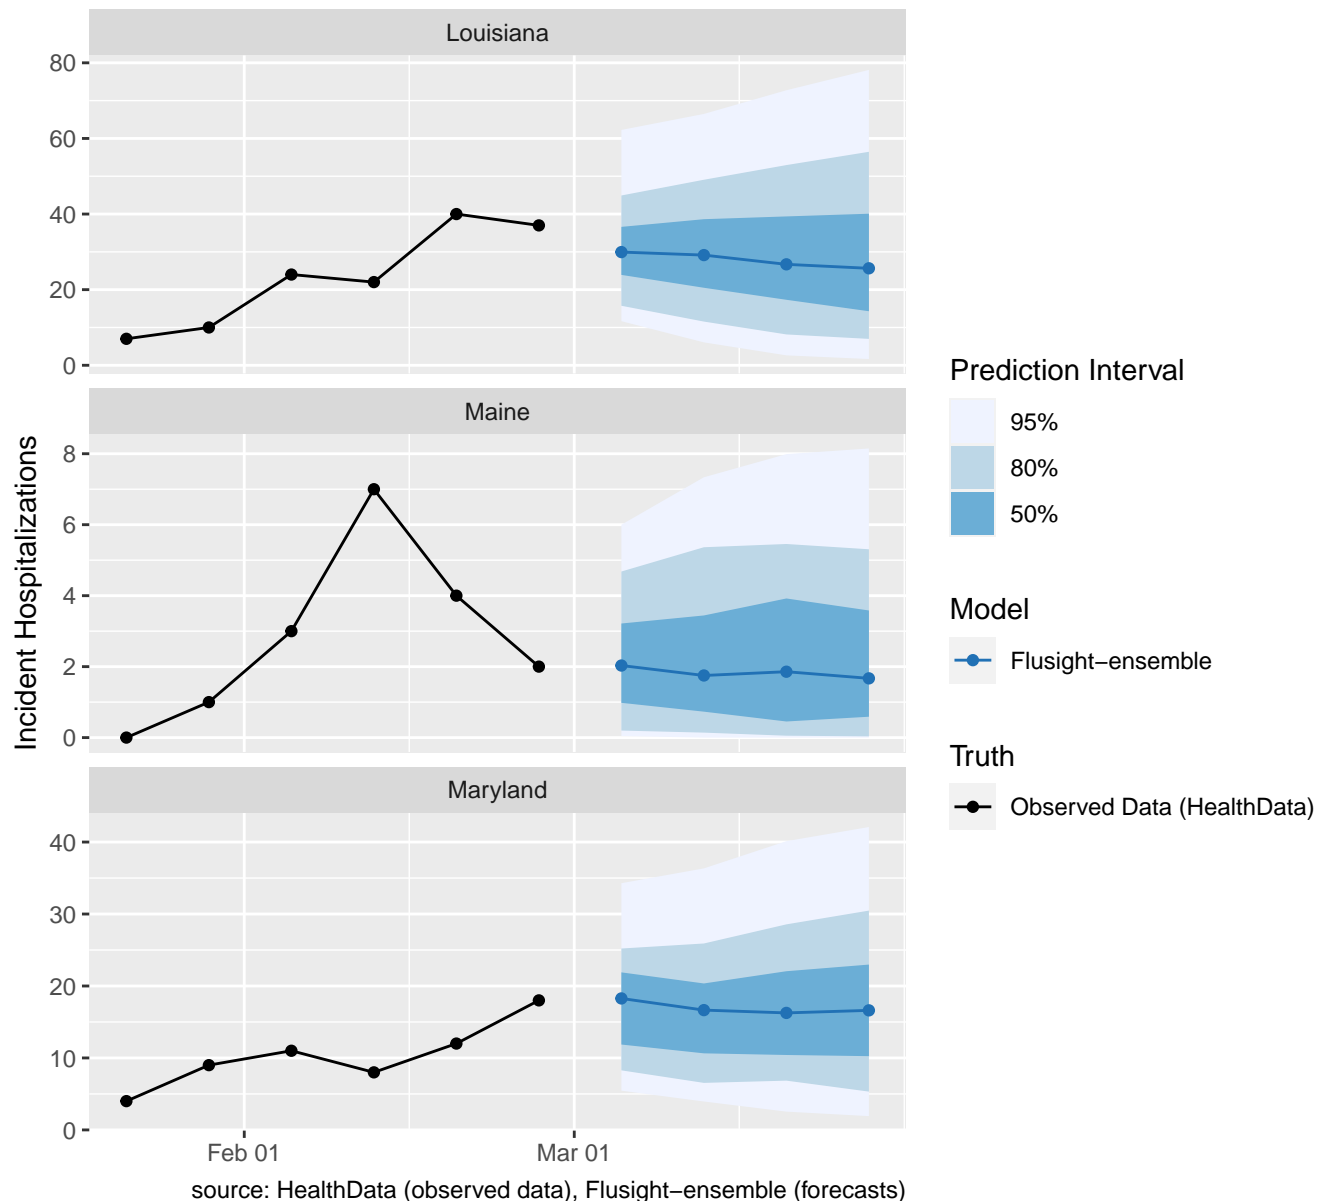 Louisiana
80
60
40
20
0
Maine
8
6
4
2
0
Maryland
40
30
20
10
0
Feb 01
Mar 01
Incident Hospitalizations
source: HealthData (observed data), Flusight−ensemble (forecasts)
Prediction Interval
95%
80%
50%
Model
Flusight−ensemble
Truth
Observed Data (HealthData)